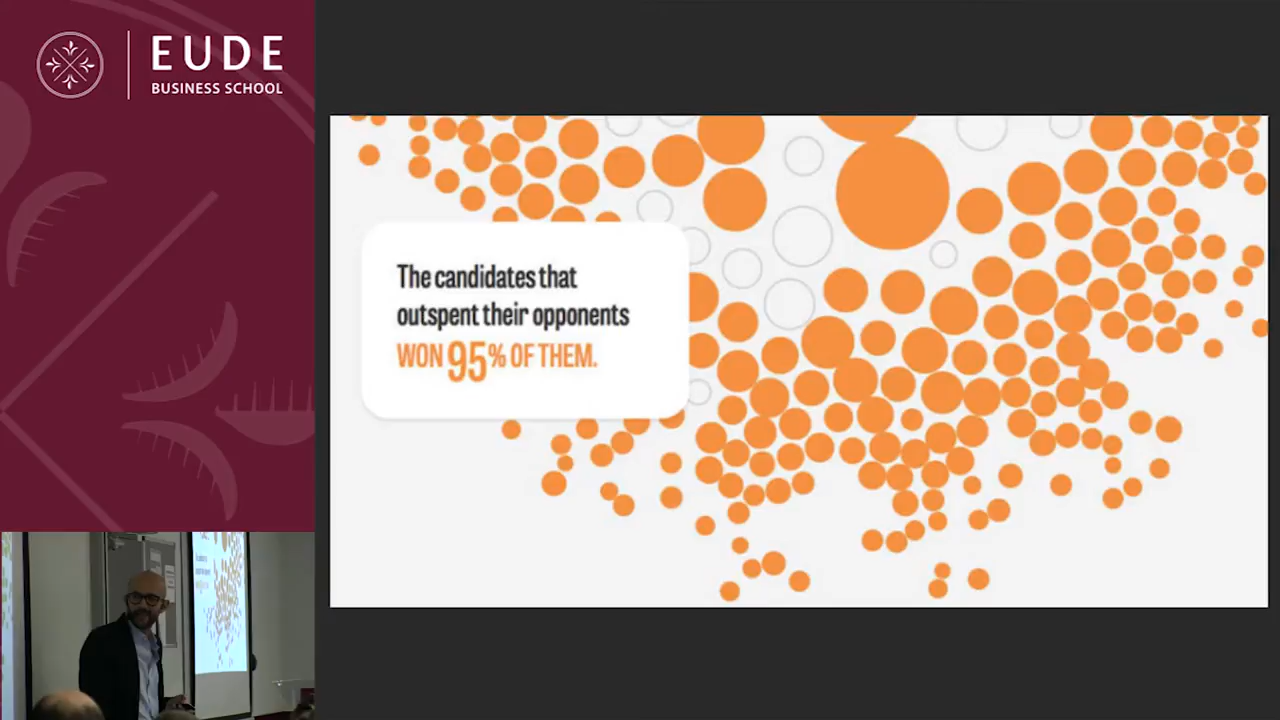 EUDE
BUSINESS SCHOOL
The candidates that
outspent their opponents
WON 95% OF THEM.